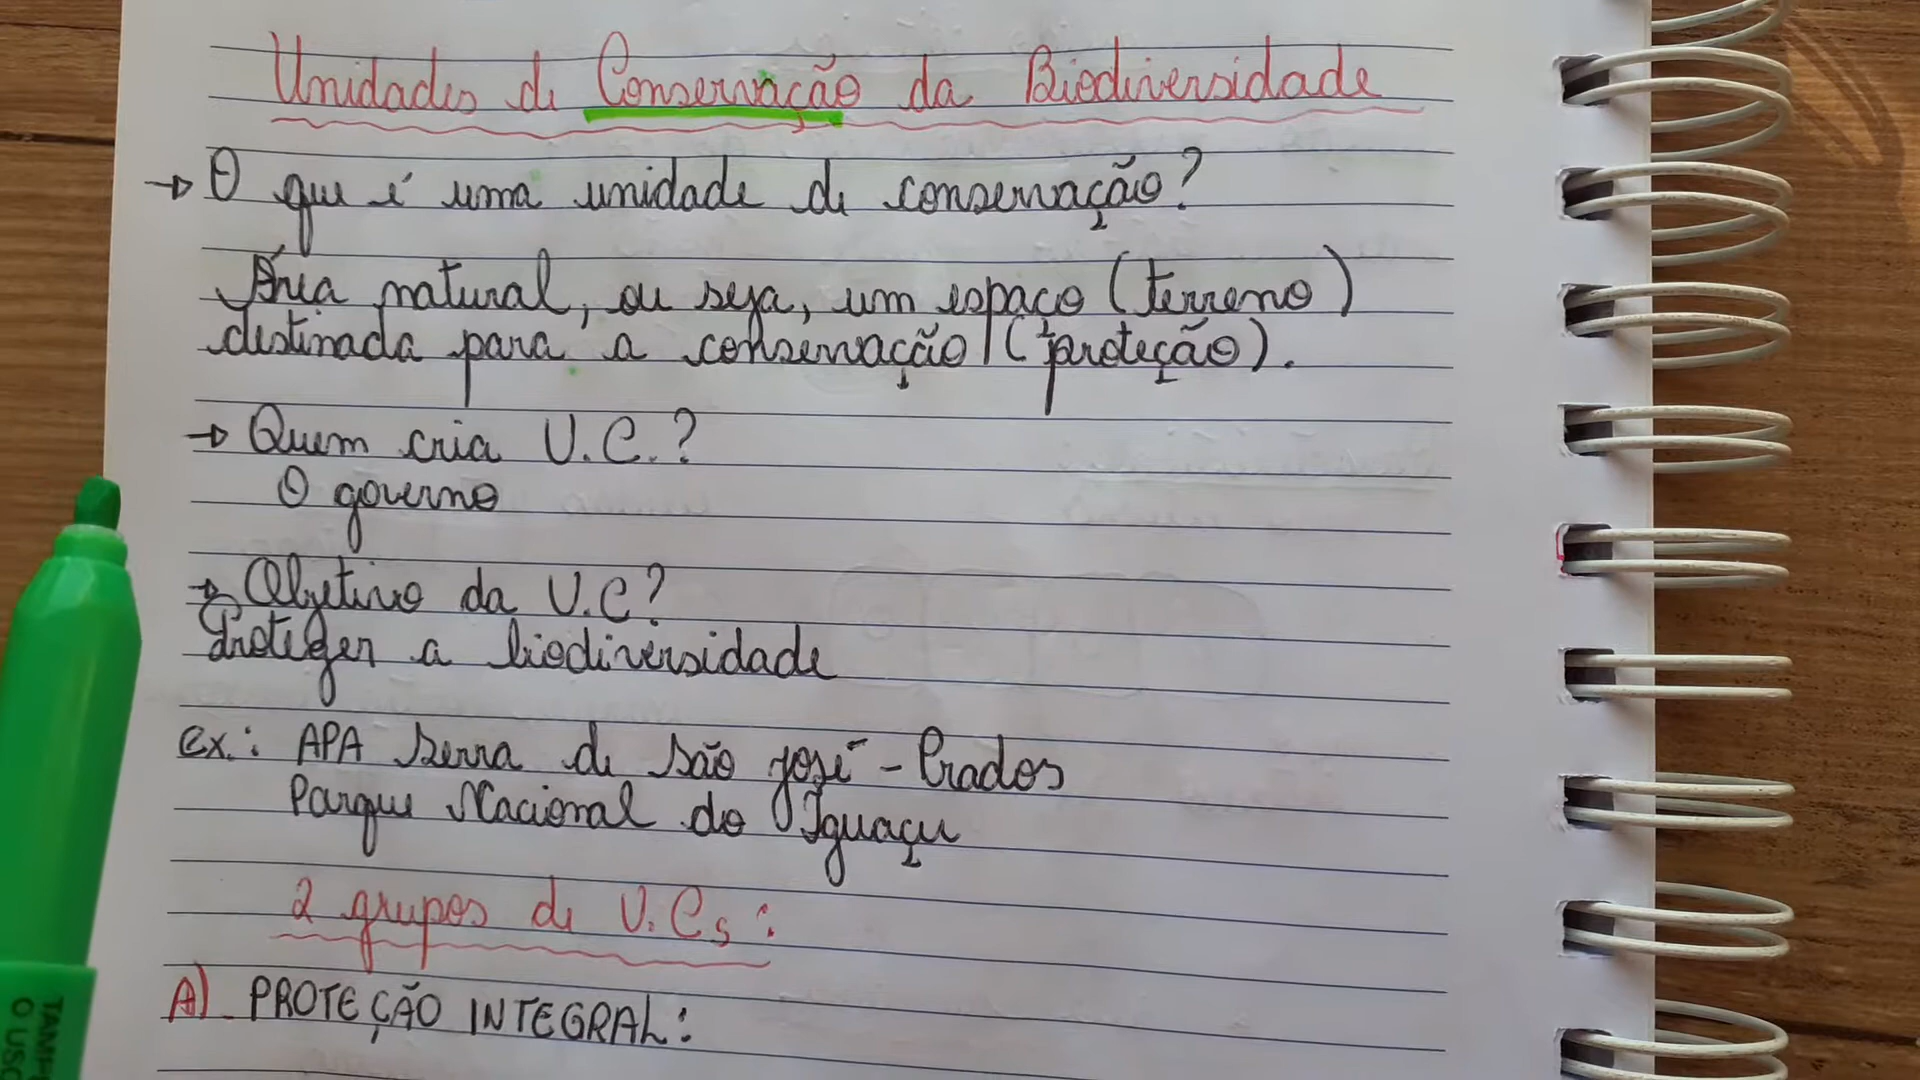 Unidades de Conservação da Biodiversidade
→ O que é uma unidade de conservação?
Área natural, ou seja, um espaço (terreno)
destinada para a conservação (proteção).
→ Quem cria U.C.?
O governo
→ Objetivo da U.C?
Proteger a biodiversidade
Ex.: APA Serra de São José - Prados
Parque Nacional do Iguaçu
2 grupos de U.Cs:
A) PROTEÇÃO INTEGRAL:
O USO